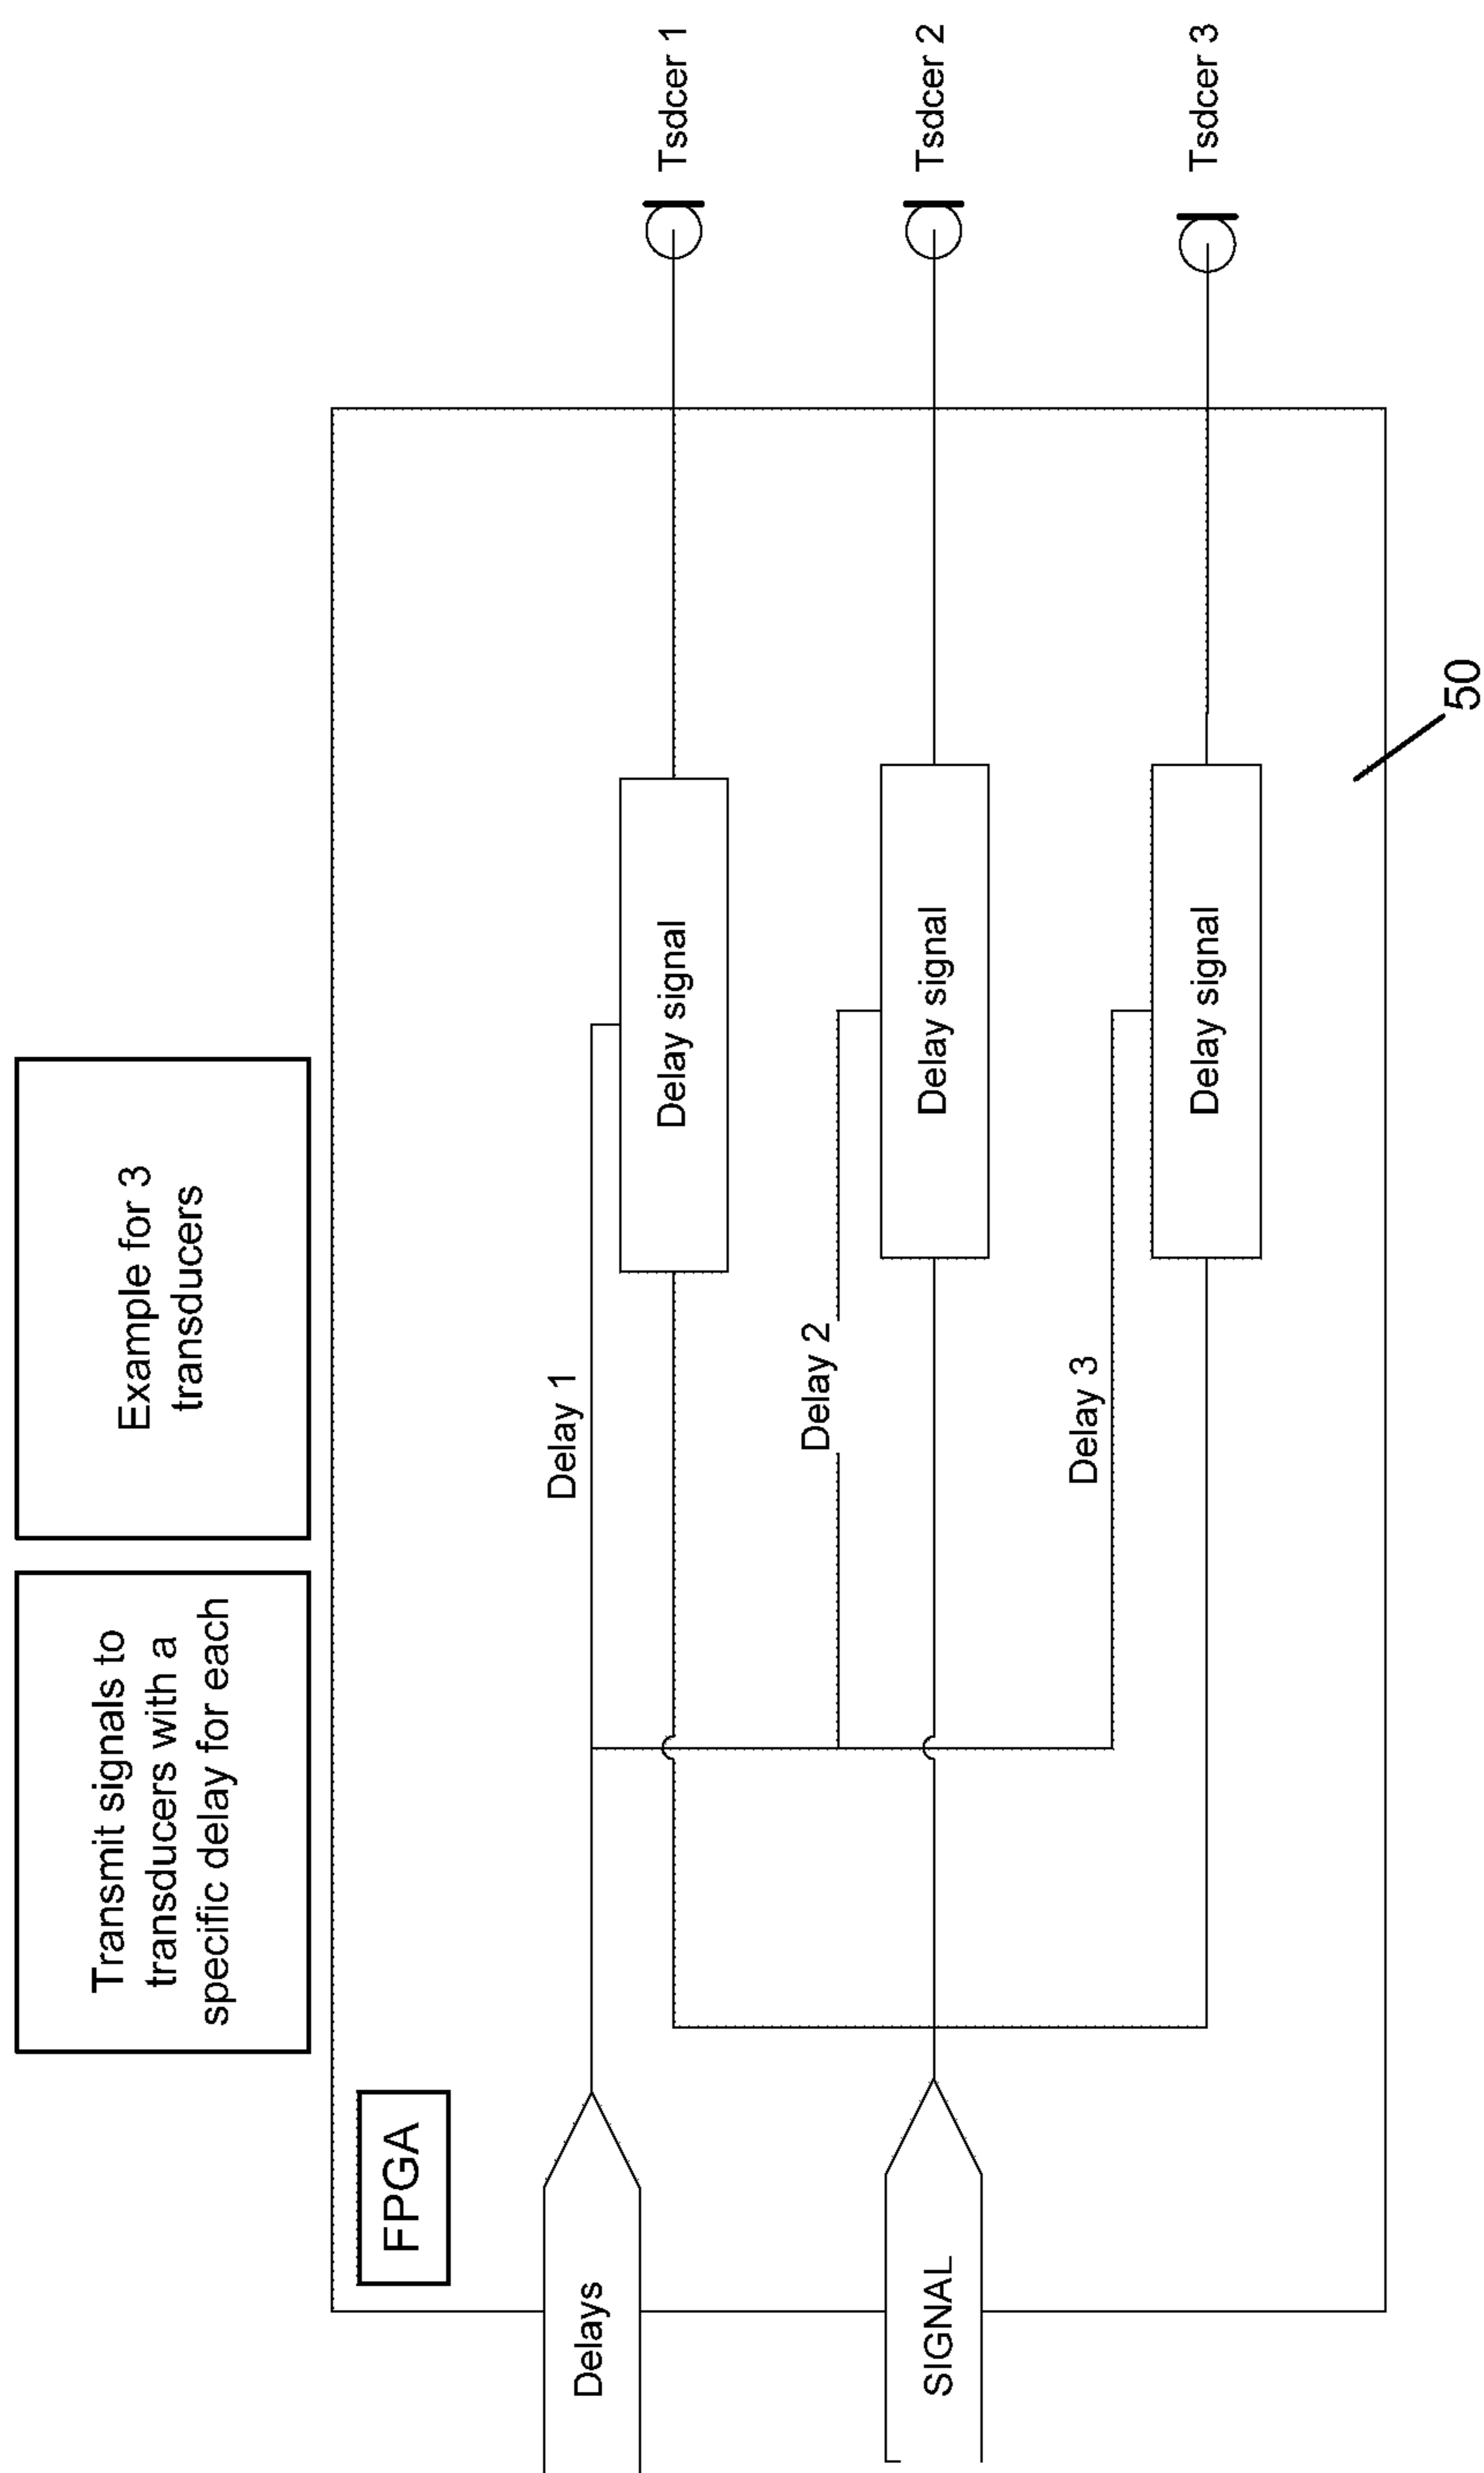 Transmit signals to
transducers with a
specific delay for each
Example for 3
transducers
FPGA
Delays
SIGNAL
Delay 1
Delay 2
Delay 3
Delay signal
Delay signal
Delay signal
Tsdcer 1
Tsdcer 2
Tsdcer 3
50